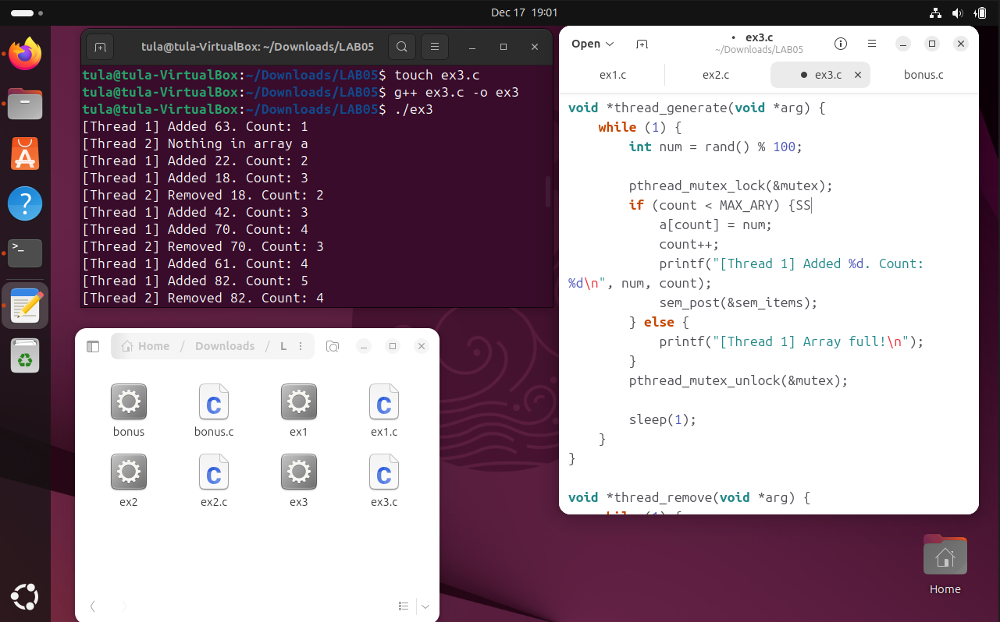 Dec 17 19:01
tula@tula-VirtualBox: ~/Downloads/LAB05
tula@tula-VirtualBox:~/Downloads/LAB05$ touch ex3.c
tula@tula-VirtualBox:~/Downloads/LAB05$ g++ ex3.c -o ex3
tula@tula-VirtualBox:~/Downloads/LAB05$ ./ex3
[Thread 1] Added 63. Count: 1
[Thread 2] Nothing in array a
[Thread 1] Added 22. Count: 2
[Thread 1] Added 18. Count: 3
[Thread 2] Removed 18. Count: 2
[Thread 1] Added 42. Count: 3
[Thread 1] Added 70. Count: 4
[Thread 2] Removed 70. Count: 3
[Thread 1] Added 61. Count: 4
[Thread 1] Added 82. Count: 5
[Thread 2] Removed 82. Count: 4
Home / Downloads / L
bonus
bonus.c
ex1
ex1.c
ex2
ex2.c
ex3
ex3.c
Open
• ex3.c
~/Downloads/LAB05
ex1.c
ex2.c
● ex3.c
bonus.c
void *thread_generate(void *arg) {
    while (1) {
        int num = rand() % 100;
        pthread_mutex_lock(&mutex);
        if (count < MAX_ARY) {SS
            a[count] = num;
            count++;
            printf("[Thread 1] Added %d. Count:
%d\n", num, count);
            sem_post(&sem_items);
        } else {
            printf("[Thread 1] Array full!\n");
        }
        pthread_mutex_unlock(&mutex);
        sleep(1);
    }
}
void *thread_remove(void *arg) {
    while (1) {
Home